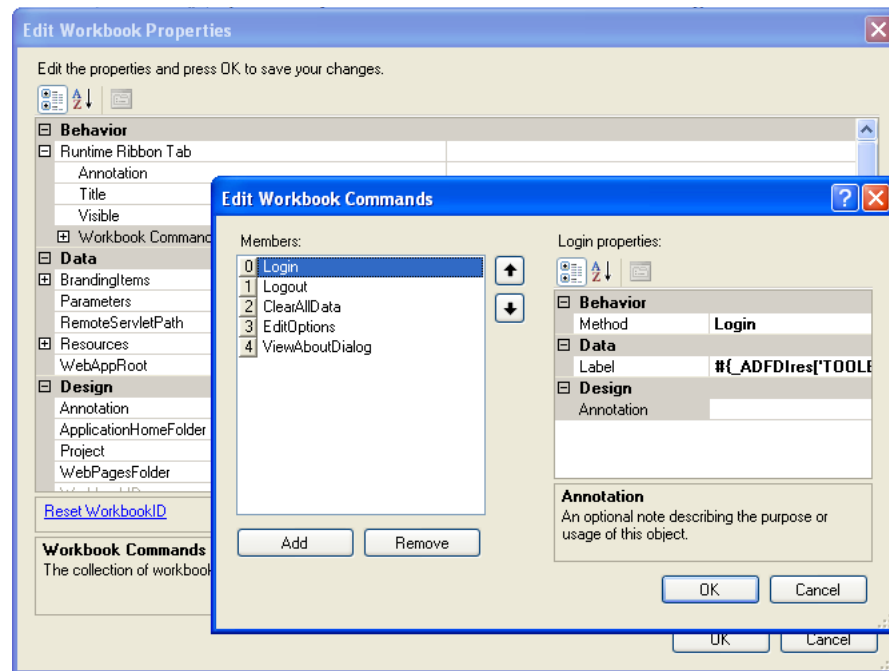 Edit Workbook Properties
Edit the properties and press OK to save your changes.
Behavior
Runtime Ribbon Tab
Annotation
Title
Visible
Workbook Command
Data
BrandingItems
Parameters
RemoteServletPath
Resources
WebAppRoot
Design
Annotation
ApplicationHomeFolder
Project
WebPagesFolder
Reset WorkbookID
Workbook Commands
The collection of workbook
Edit Workbook Commands
Members:
0 Login
1 Logout
2 ClearAllData
3 EditOptions
4 ViewAboutDialog
Add Remove
Login properties:
Behavior
Method Login
Data
Label #{_ADFDIres['TOOLB
Design
Annotation
Annotation
An optional note describing the purpose or
usage of this object.
OK Cancel
OK Cancel